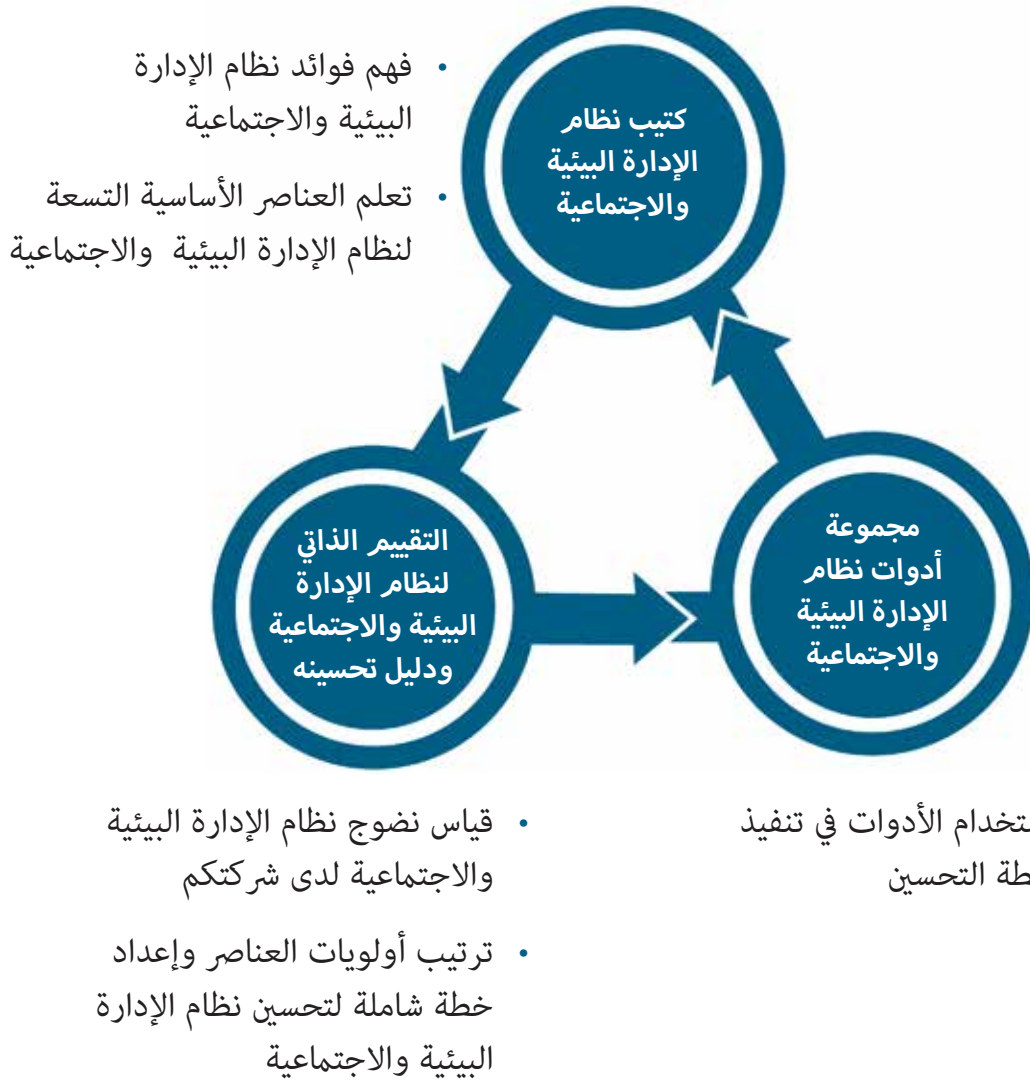 • فهم فوائد نظام الإدارة
البيئية والاجتماعية
• تعلم العناصر الأساسية التسعة
لنظام الإدارة البيئية والاجتماعية
كتيب نظام
الإدارة البيئية
والاجتماعية
مجموعة
أدوات نظام
الإدارة البيئية
والاجتماعية
التقييم الذاتي
لنظام الإدارة
البيئية والاجتماعية
ودليل تحسينه
الأدوات في تنفيذ
التحسين
• قياس نضوج نظام الإدارة البيئية
والاجتماعية لدى شركتكم
• ترتيب أولويات العناصر وإعداد
خطة شاملة لتحسين نظام الإدارة
البيئية والاجتماعية